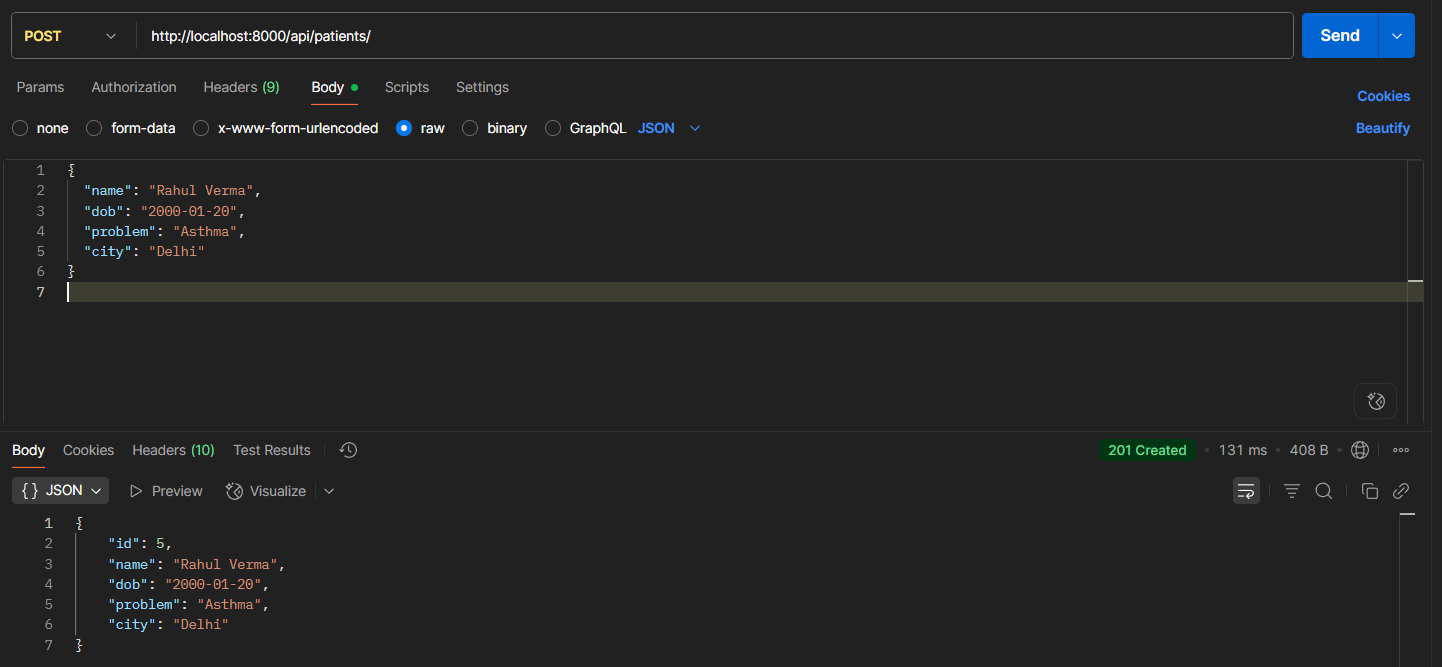 POST http://localhost:8000/api/patients/ Send
Params Authorization Headers (9) Body Scripts Settings Cookies
none form-data x-www-form-urlencoded raw binary GraphQL JSON Beautify
1 {
2 "name": "Rahul Verma",
3 "dob": "2000-01-20",
4 "problem": "Asthma",
5 "city": "Delhi"
6 }
7
Body Cookies Headers (10) Test Results 201 Created • 131 ms • 408 B •
{} JSON Preview Visualize
1 {
2 "id": 5,
3 "name": "Rahul Verma",
4 "dob": "2000-01-20",
5 "problem": "Asthma",
6 "city": "Delhi"
7 }